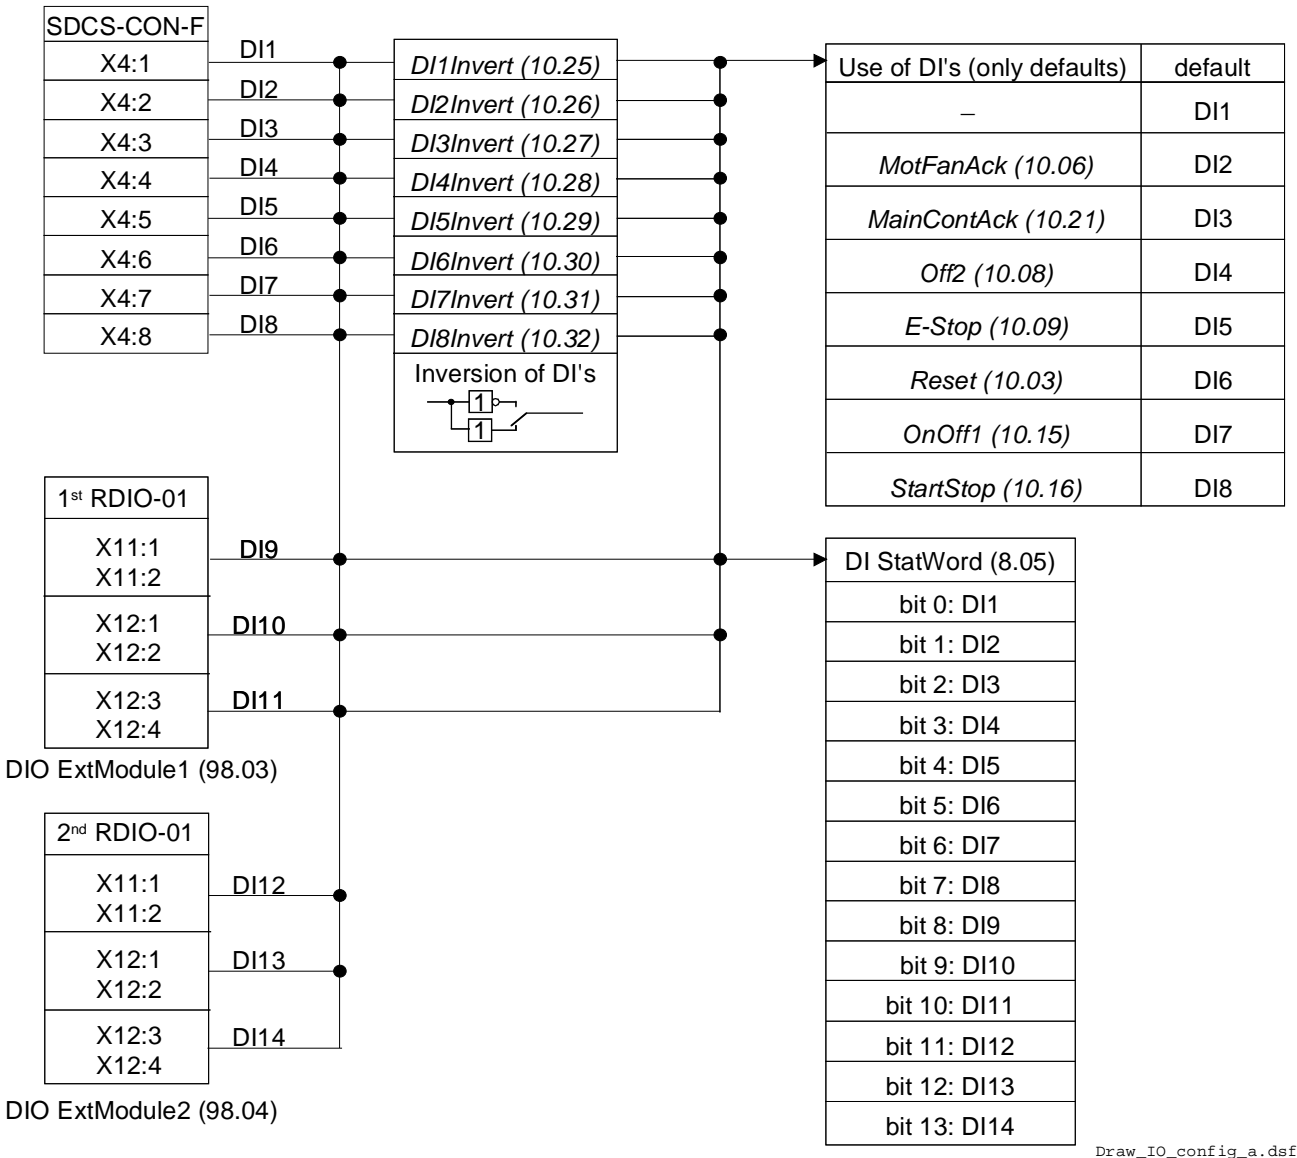 SDCS-CON-F
X4:1
X4:2
X4:3
X4:4
X4:5
X4:6
X4:7
X4:8
DI1
DI2
DI3
DI4
DI5
DI6
DI7
DI8
DI1Invert (10.25)
DI2Invert (10.26)
DI3Invert (10.27)
DI4Invert (10.28)
DI5Invert (10.29)
DI6Invert (10.30)
DI7Invert (10.31)
DI8Invert (10.32)
Inversion of DI's
1
1
Use of DI's (only defaults) default
– DI1
MotFanAck (10.06) DI2
MainContAck (10.21) DI3
Off2 (10.08) DI4
E-Stop (10.09) DI5
Reset (10.03) DI6
OnOff1 (10.15) DI7
StartStop (10.16) DI8
1st RDIO-01
X11:1
X11:2
X12:1
X12:2
X12:3
X12:4
DI9
DI10
DI11
DIO ExtModule1 (98.03)
2nd RDIO-01
X11:1
X11:2
X12:1
X12:2
X12:3
X12:4
DI12
DI13
DI14
DIO ExtModule2 (98.04)
DI StatWord (8.05)
bit 0: DI1
bit 1: DI2
bit 2: DI3
bit 3: DI4
bit 4: DI5
bit 5: DI6
bit 6: DI7
bit 7: DI8
bit 8: DI9
bit 9: DI10
bit 10: DI11
bit 11: DI12
bit 12: DI13
bit 13: DI14
Draw_IO_config_a.dsf